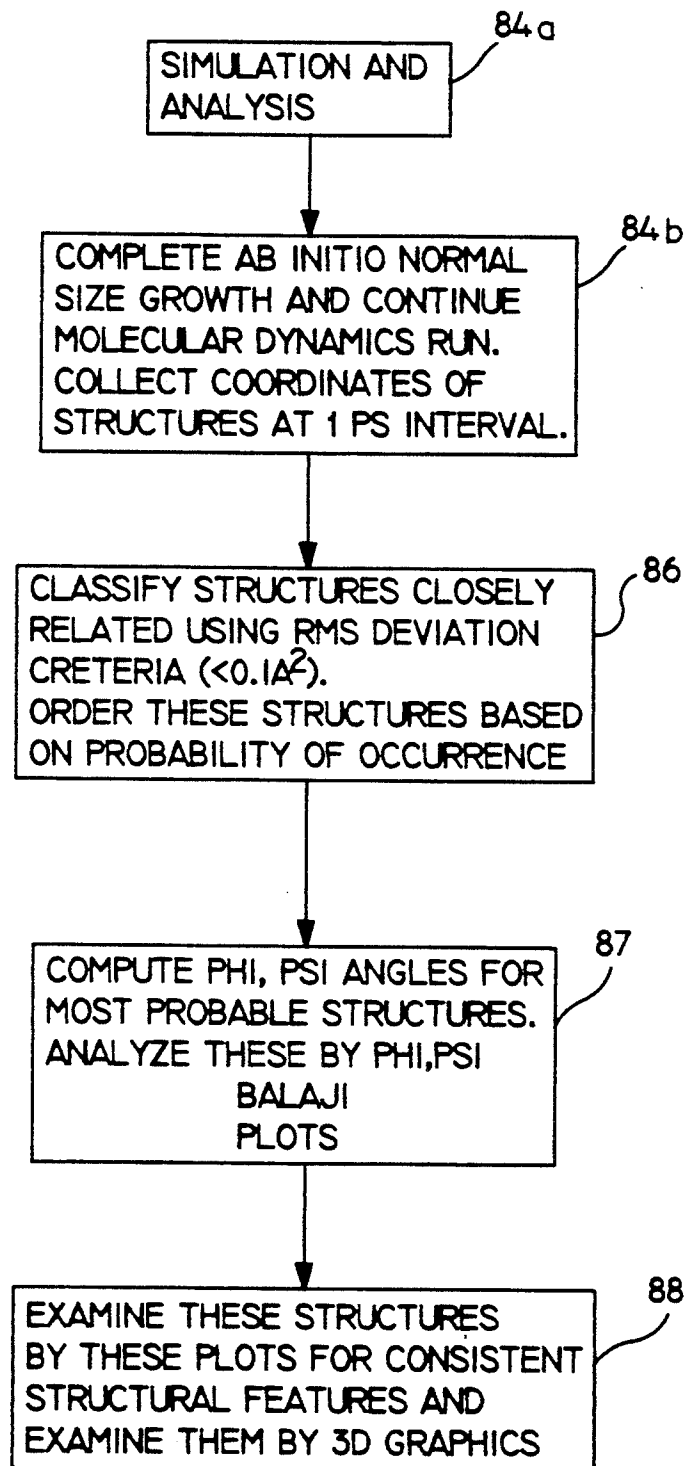 84a
SIMULATION AND
ANALYSIS
84b
COMPLETE AB INITIO NORMAL
SIZE GROWTH AND CONTINUE
MOLECULAR DYNAMICS RUN.
COLLECT COORDINATES OF
STRUCTURES AT 1 PS INTERVAL.
86
CLASSIFY STRUCTURES CLOSELY
RELATED USING RMS DEVIATION
CRETERIA (<0.1A²).
ORDER THESE STRUCTURES BASED
ON PROBABILITY OF OCCURRENCE
87
COMPUTE PHI, PSI ANGLES FOR
MOST PROBABLE STRUCTURES.
ANALYZE THESE BY PHI,PSI
BALAJI
PLOTS
88
EXAMINE THESE STRUCTURES
BY THESE PLOTS FOR CONSISTENT
STRUCTURAL FEATURES AND
EXAMINE THEM BY 3D GRAPHICS